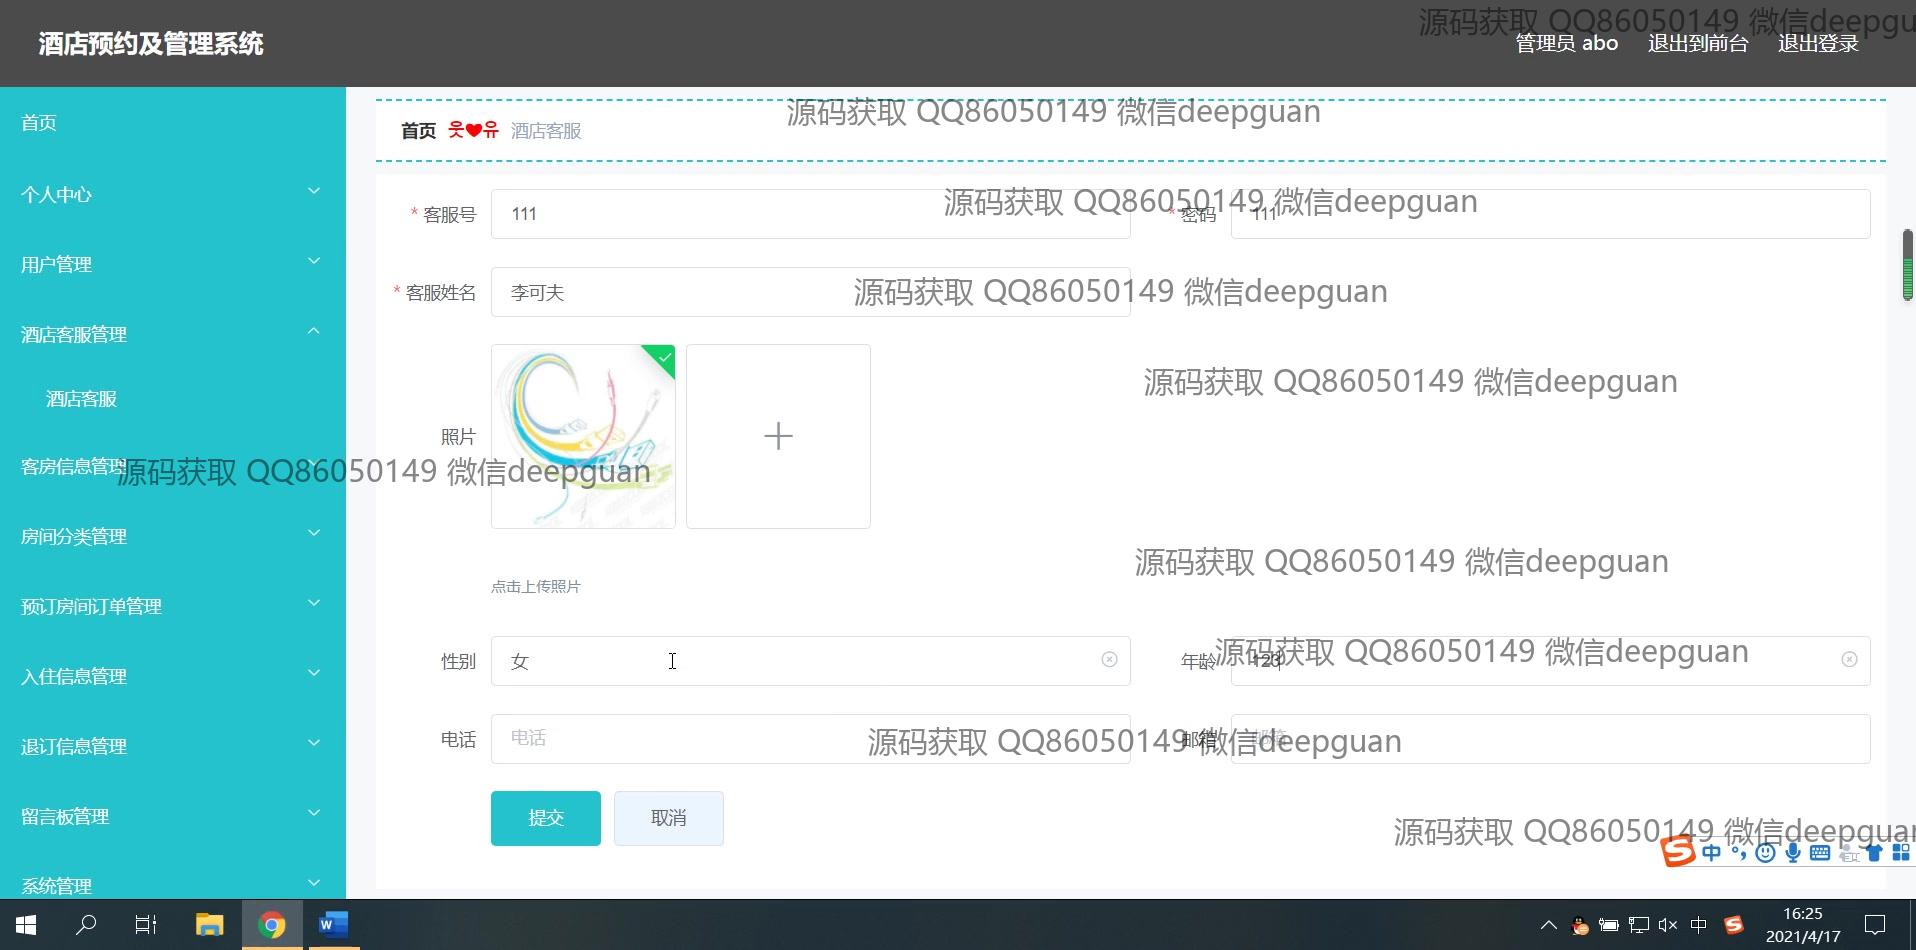 酒店预约及管理系统
源码获取 QQ86050149 微信deepgu
管理员 abo 退出到前台 退出登录
首页
源码获取 QQ86050149 微信deepguan
首页 웃❤유 酒店客服
个人中心
源码获取 QQ86050149 微信deepguan
* 客服号 111
* 密码 111
用户管理
* 客服姓名 李可夫
源码获取 QQ86050149 微信deepguan
酒店客服管理
源码获取 QQ86050149 微信deepguan
酒店客服
照片
客房信息管理
源码获取 QQ86050149 微信deepguan
房间分类管理
源码获取 QQ86050149 微信deepguan
点击上传照片
预订房间订单管理
性别 女
年龄 123
源码获取 QQ86050149 微信deepguan
入住信息管理
电话 电话
邮箱 邮箱
源码获取 QQ86050149 微信deepguan
退订信息管理
提交 取消
留言板管理
源码获取 QQ86050149 微信deepguan
中
系统管理
中
16:25
2021/4/17